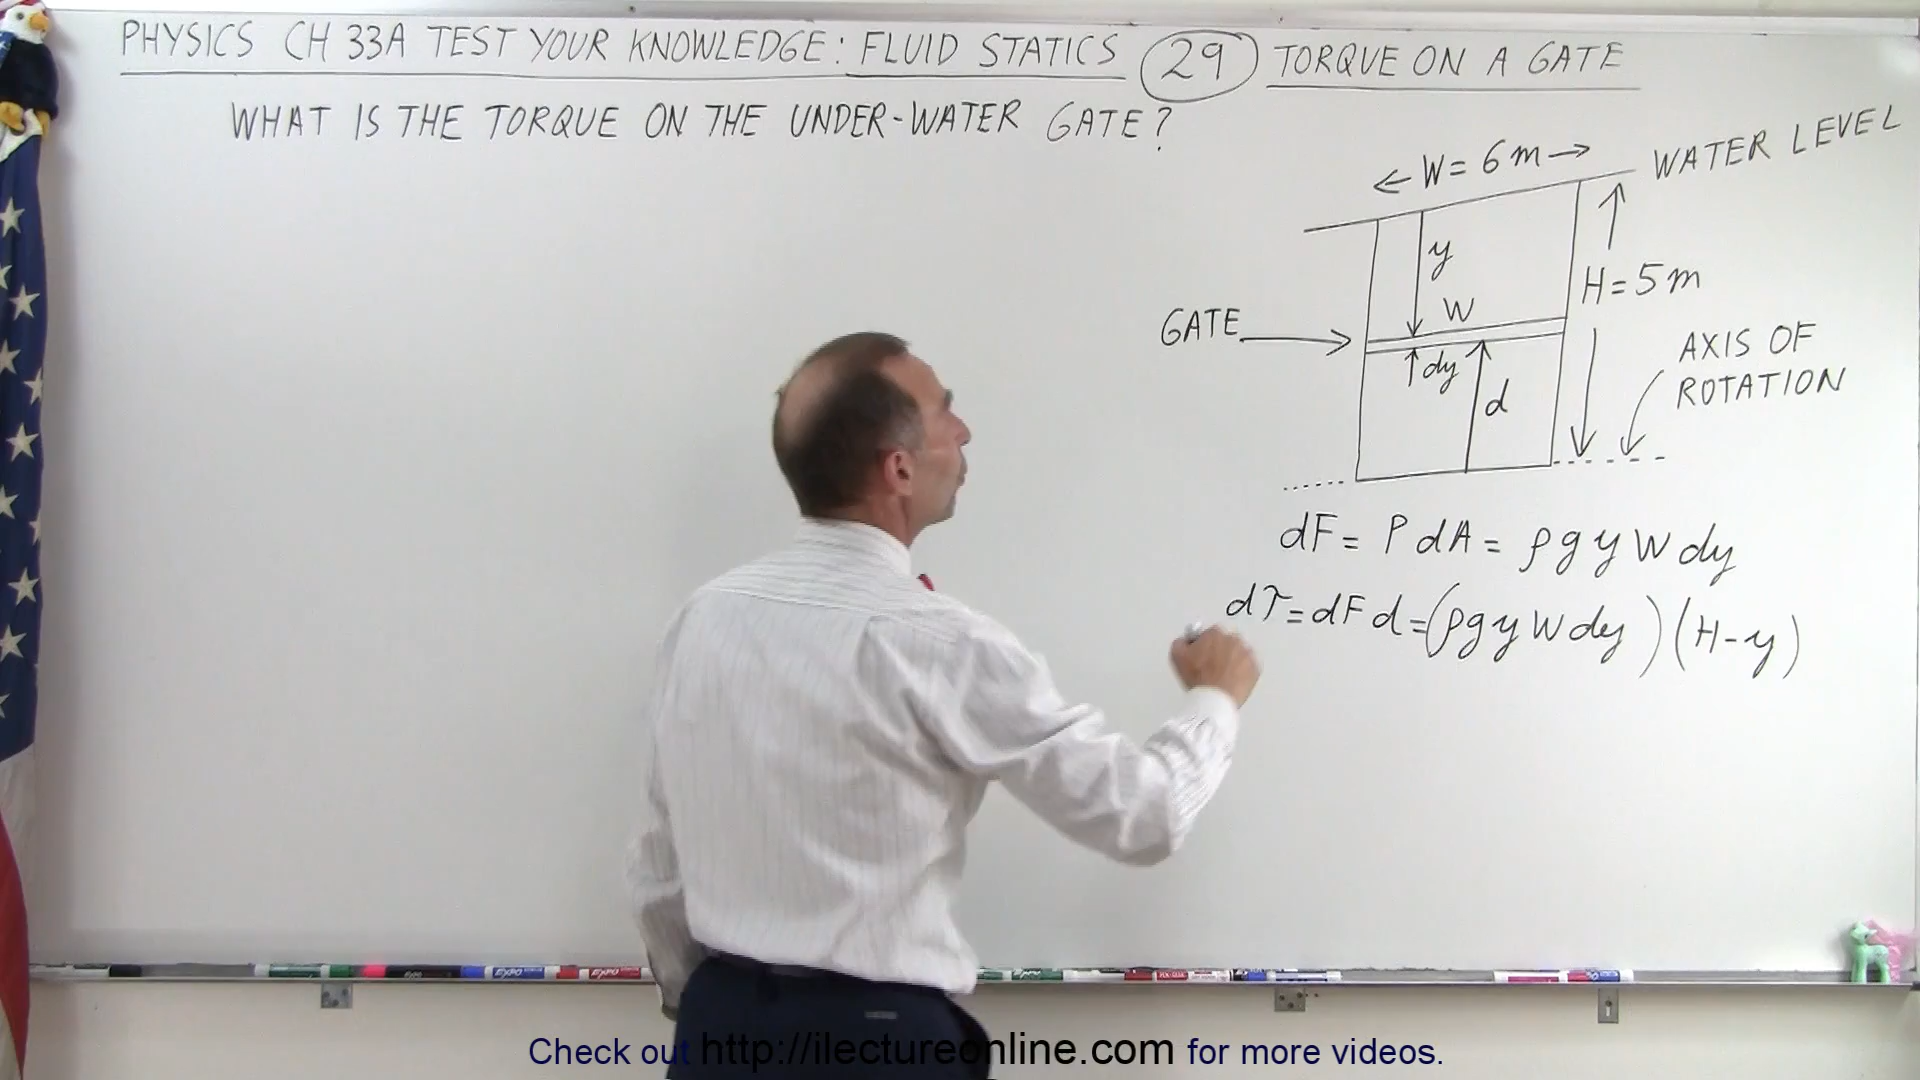 PHYSICS CH 33A TEST YOUR KNOWLEDGE: FLUID STATICS 29 TORQUE ON A GATE
WHAT IS THE TORQUE ON THE UNDER-WATER GATE?
← W = 6 m →
WATER LEVEL
y
H = 5 m
W
GATE
dy
d
AXIS OF
ROTATION
dF = P dA = ρ g y W dy
dτ = dF d = (ρ g y W dy) (H - y)
EXPO
EXPO
Check out http://ilectureonline.com for more videos.